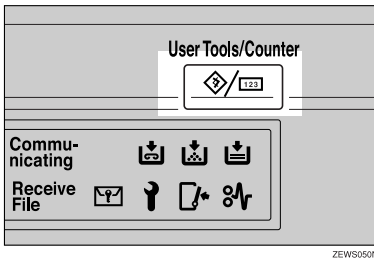 User Tools/Counter
123
Commu-
nicating
Receive
File
ZEWS050N